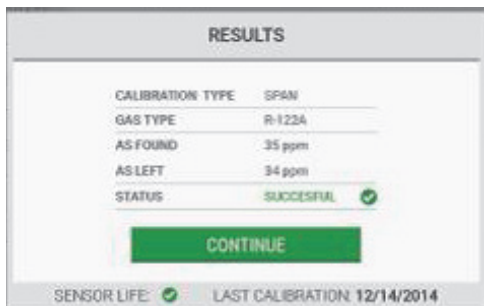 RESULTS
CALIBRATION TYPE SPAN
GAS TYPE R-122A
AS FOUND 35 ppm
AS LEFT 34 ppm
STATUS SUCCESFUL
CONTINUE
SENSOR LIFE: LAST CALIBRATION: 12/14/2014